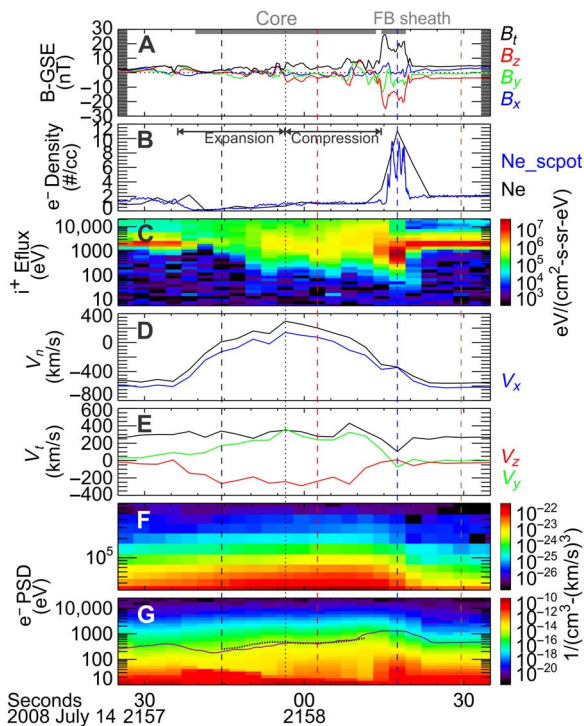 Core FB sheath
A
30
20
10
0
−10
−20
−30
B-GSE
(nT)
Bt
Bz
By
Bx
B
12
10
8
6
4
2
0
e− Density
(#/cc)
Expansion
Compression
Ne_scpot
Ne
C
10,000
1000
100
10
i+ Eflux
(eV)
10^7
10^6
10^5
10^4
10^3
eV/(cm^2-s-sr-eV)
D
400
0
−400
−800
Vn
(km/s)
Vx
E
600
400
200
0
−200
−400
Vt
(km/s)
Vz
Vy
F
10^5
10^−22
10^−23
10^−24
10^−25
10^−26
e− PSD
(eV)
1/(cm^3-(km/s)^3)
G
10,000
1000
100
10
10^−10
10^−12
10^−14
10^−16
10^−18
10^−20
Seconds 30 00 30
2008 July 14 2157 2158